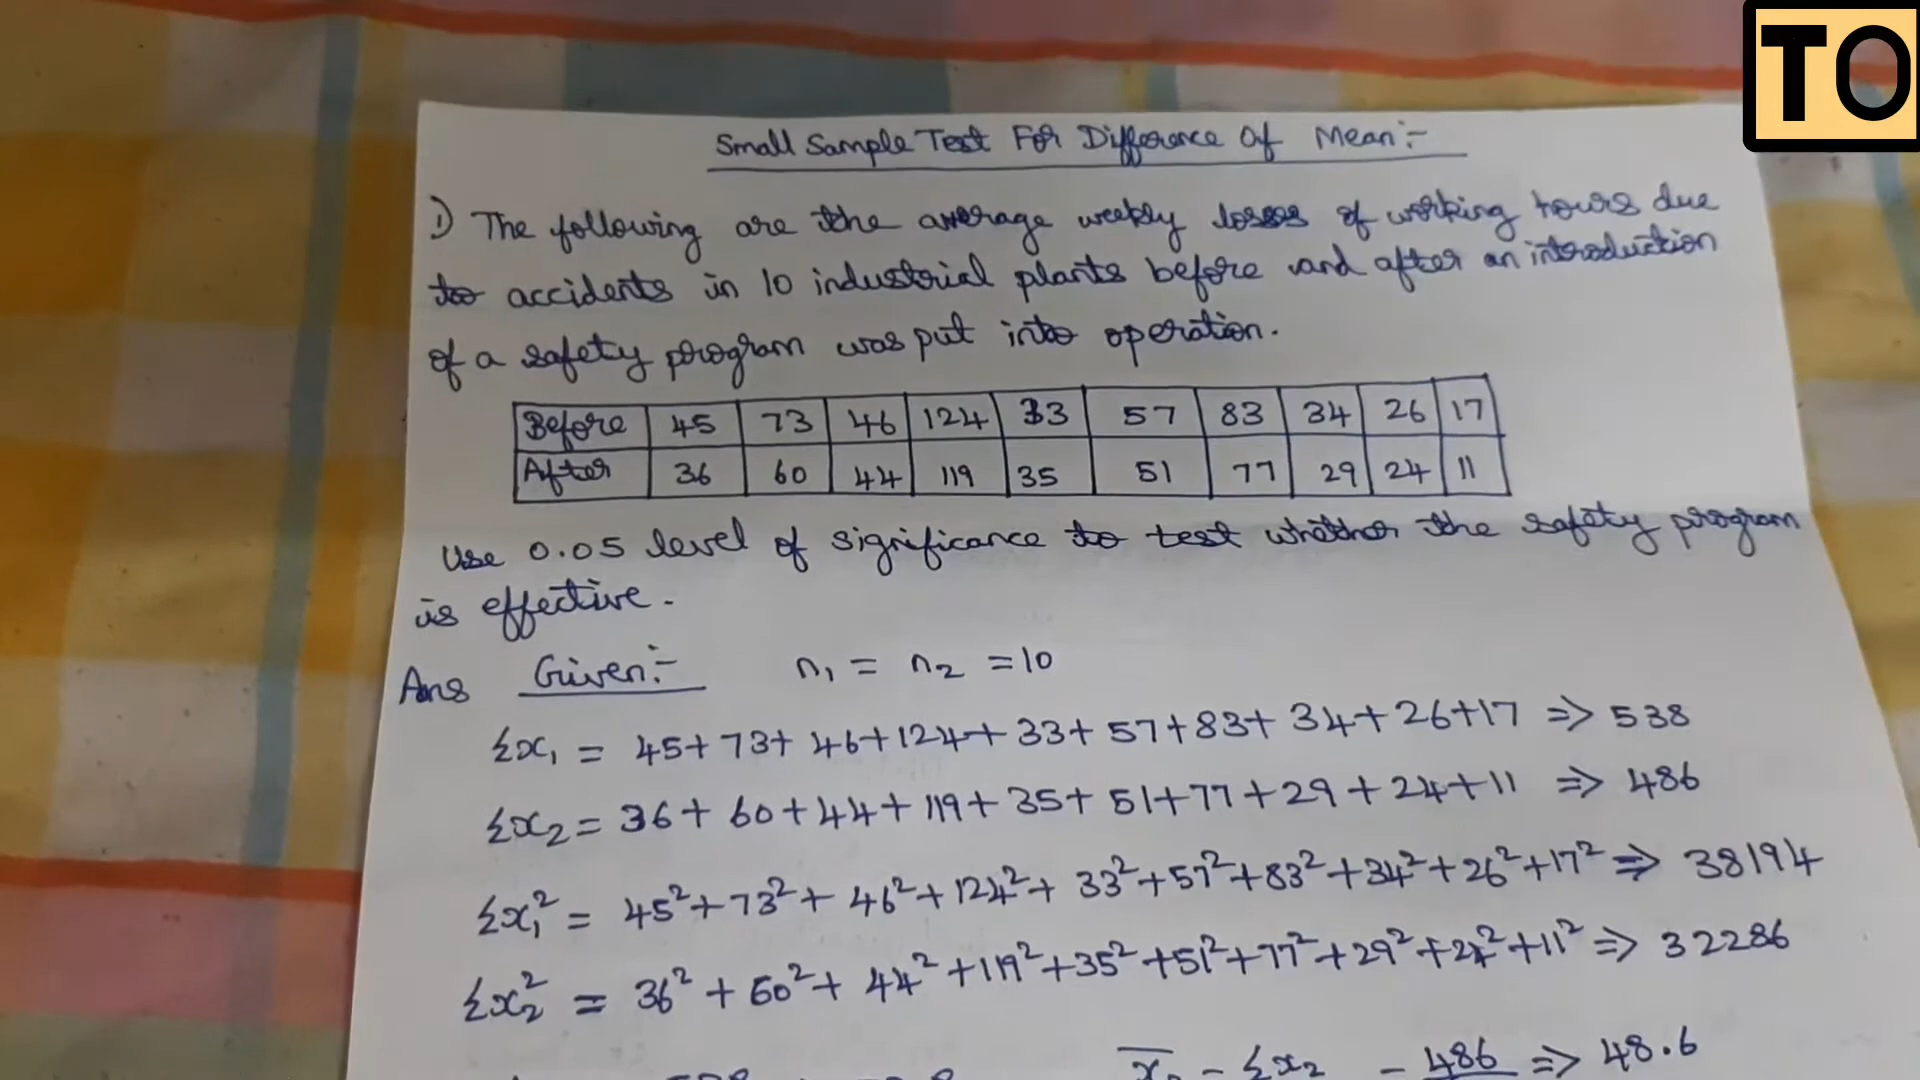 TO
Small Sample Test For Difference Of Mean:-
1) The following are the average weekly losses of working hours due
to accidents in 10 industrial plants before and after an introduction
of a safety program was put into operation.
Before 45 73 46 124 33 57 83 34 26 17
After 36 60 44 119 35 51 77 29 24 11
Use 0.05 level of significance to test whether the safety program
is effective.
Ans Given:- n₁ = n₂ = 10
Σx₁ = 45+73+46+124+33+57+83+34+26+17 => 538
Σx₂ = 36+60+44+119+35+51+77+29+24+11 => 486
Σx₁² = 45²+73²+46²+124²+33²+57²+83²+34²+26²+17² => 38194
Σx₂² = 36²+60²+44²+119²+35²+51²+77²+29²+24²+11² => 32286
Σx₂ 486 => 48.6